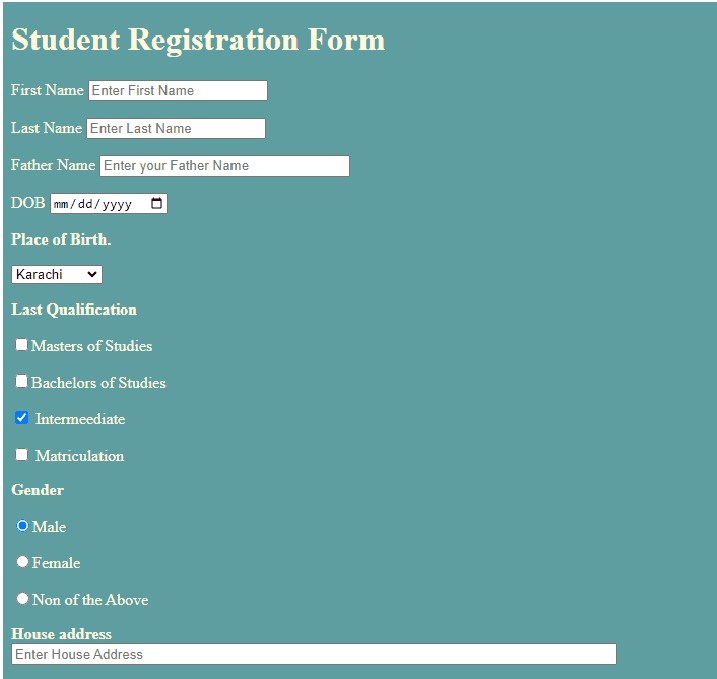 Student Registration Form
First Name Enter First Name
Last Name Enter Last Name
Father Name Enter your Father Name
DOB mm/dd/yyyy
Place of Birth.
Karachi
Last Qualification
Masters of Studies
Bachelors of Studies
Intermeediate
Matriculation
Gender
Male
Female
Non of the Above
House address
Enter House Address